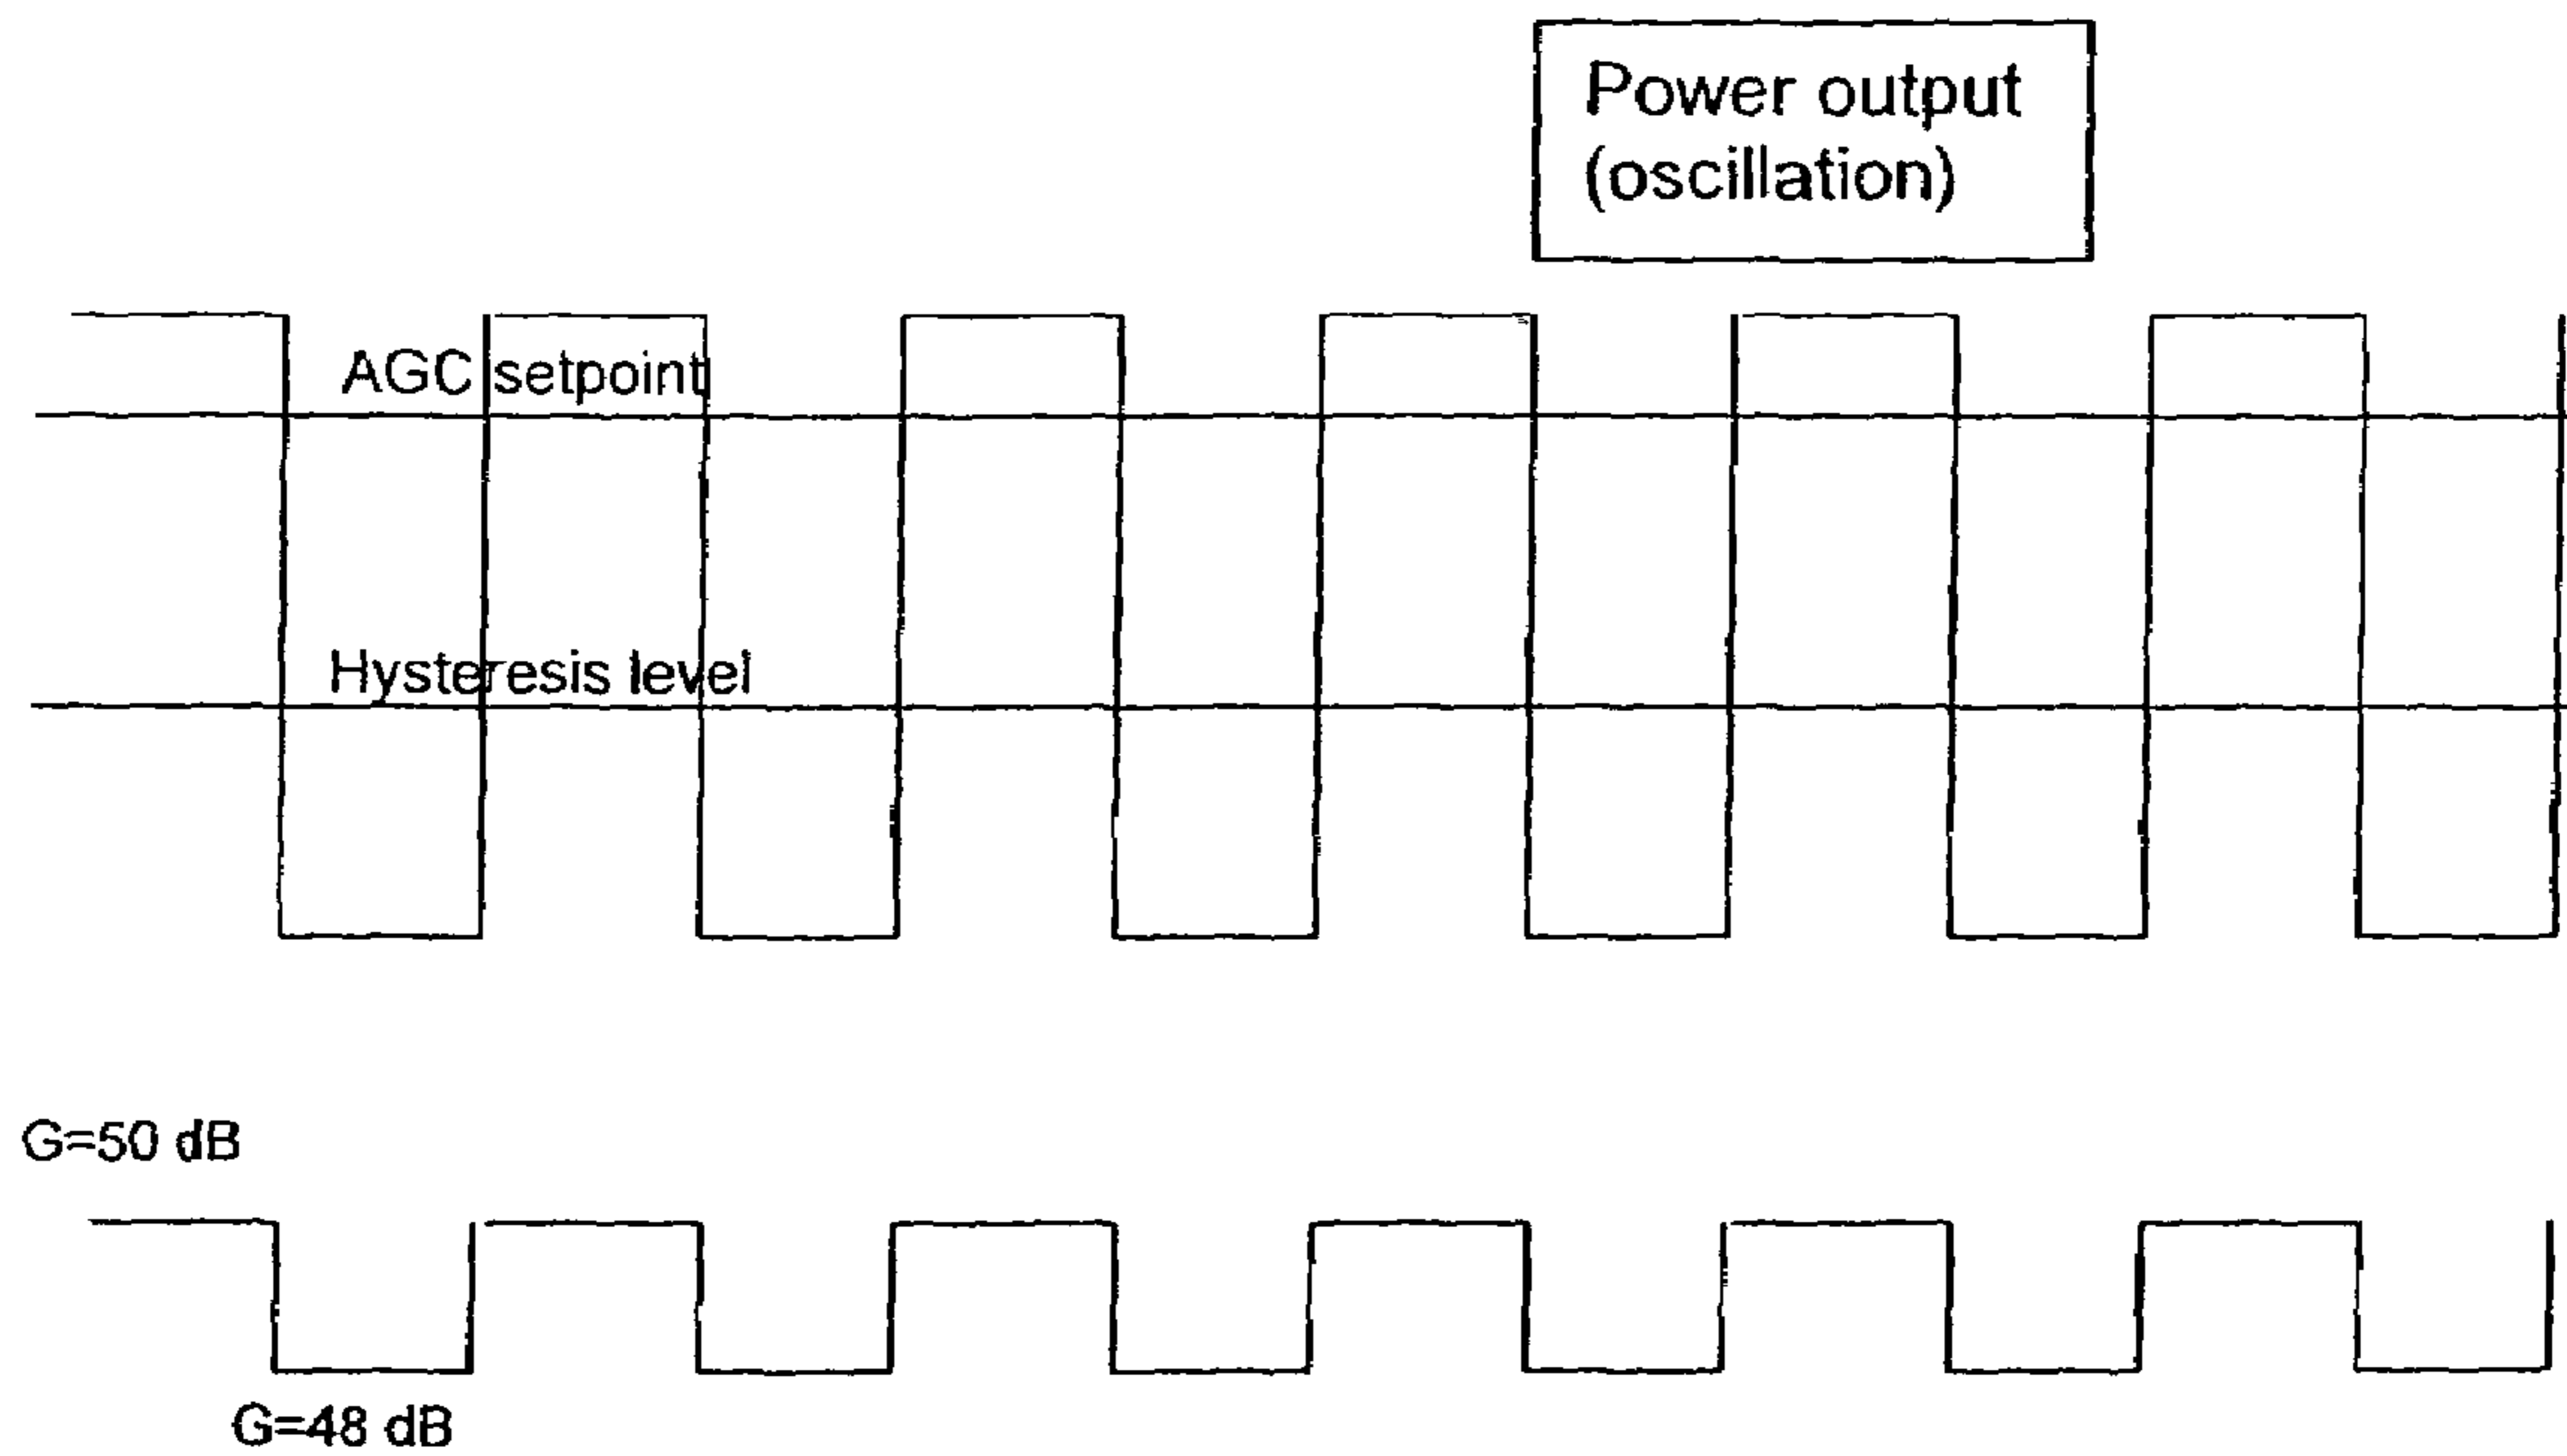 Power output
(oscillation)
AGC setpoint
Hysteresis level
G=50 dB
G=48 dB